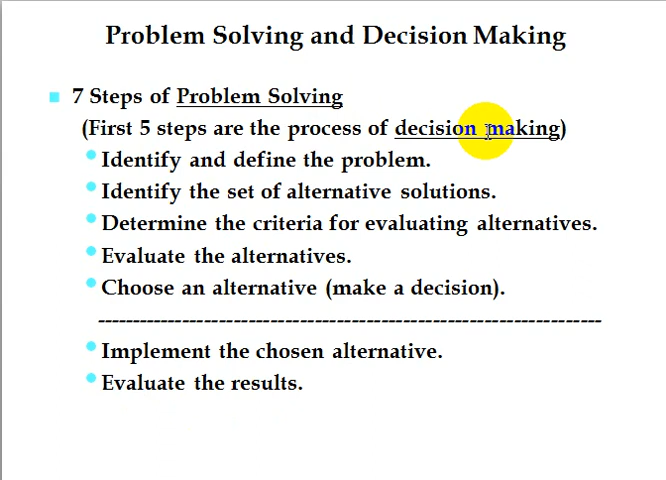 Problem Solving and Decision Making
7 Steps of Problem Solving
(First 5 steps are the process of decision making)
Identify and define the problem.
Identify the set of alternative solutions.
Determine the criteria for evaluating alternatives.
Evaluate the alternatives.
Choose an alternative (make a decision).
------------------------------------------------------------------------
Implement the chosen alternative.
Evaluate the results.